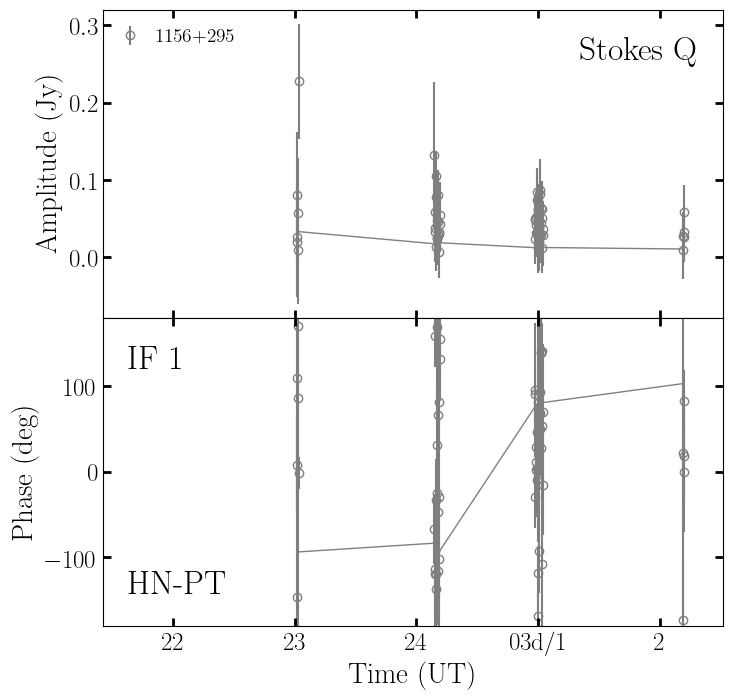 1156+295
Stokes Q
0.3
0.2
0.1
0.0
Amplitude (Jy)
IF 1
100
0
−100
Phase (deg)
HN-PT
22 23 24 03d/1 2
Time (UT)